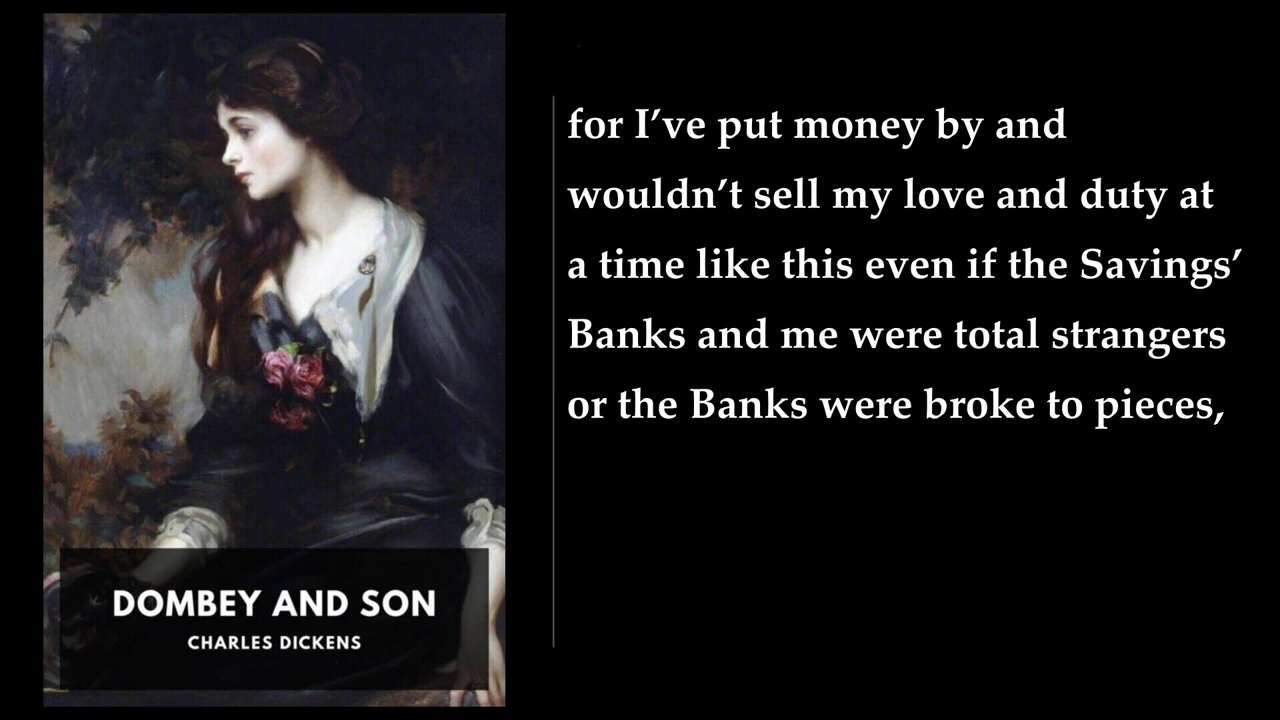 for I’ve put money by and
wouldn’t sell my love and duty at
a time like this even if the Savings’
Banks and me were total strangers
or the Banks were broke to pieces,
DOMBEY AND SON
CHARLES DICKENS